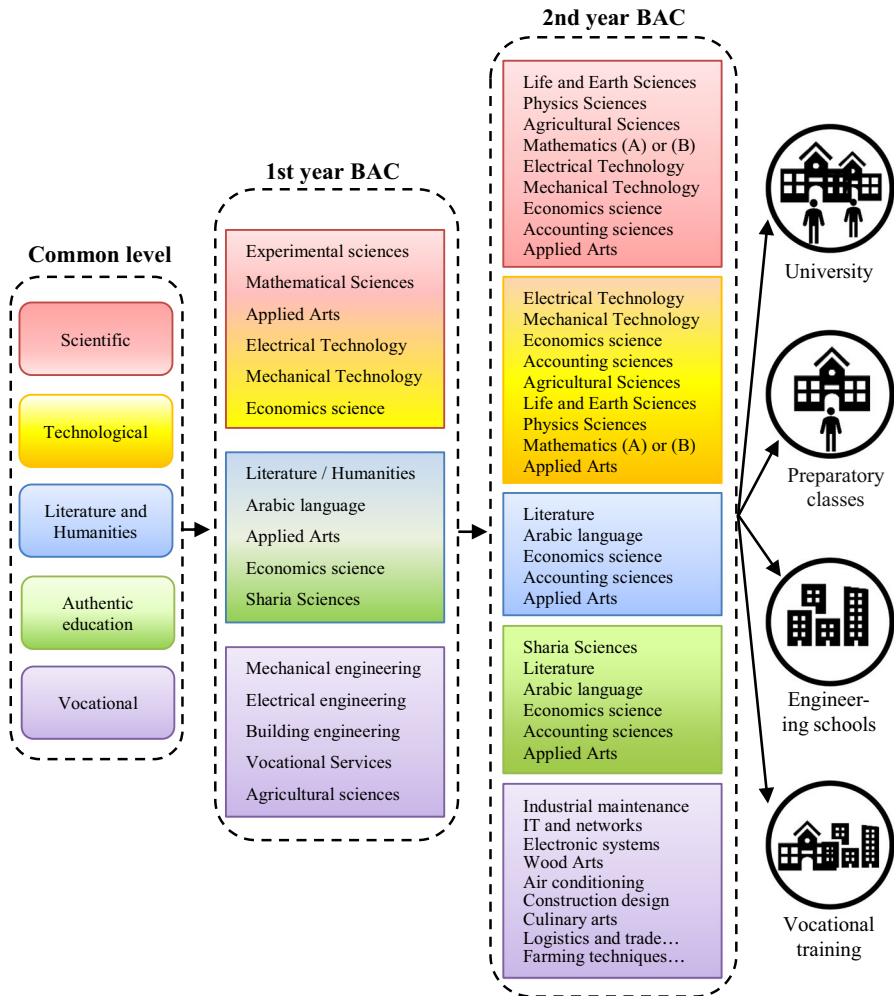 Common level
Scientific
Technological
Literature and
Humanities
Authentic
education
Vocational
1st year BAC
Experimental sciences
Mathematical Sciences
Applied Arts
Electrical Technology
Mechanical Technology
Economics science
Literature / Humanities
Arabic language
Applied Arts
Economics science
Sharia Sciences
Mechanical engineering
Electrical engineering
Building engineering
Vocational Services
Agricultural sciences
2nd year BAC
Life and Earth Sciences
Physics Sciences
Agricultural Sciences
Mathematics (A) or (B)
Electrical Technology
Mechanical Technology
Economics science
Accounting sciences
Applied Arts
Electrical Technology
Mechanical Technology
Economics science
Accounting sciences
Agricultural Sciences
Life and Earth Sciences
Physics Sciences
Mathematics (A) or (B)
Applied Arts
Literature
Arabic language
Economics science
Accounting sciences
Applied Arts
Sharia Sciences
Literature
Arabic language
Economics science
Accounting sciences
Applied Arts
Industrial maintenance
IT and networks
Electronic systems
Wood Arts
Air conditioning
Construction design
Culinary arts
Logistics and trade…
Farming techniques…
University
Preparatory
classes
Engineer-
ing schools
Vocational
training